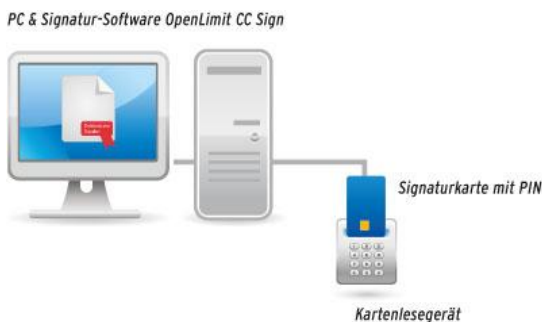 PC & Signatur-Software OpenLimit CC Sign
Signaturkarte mit PIN
Kartenlesegerät